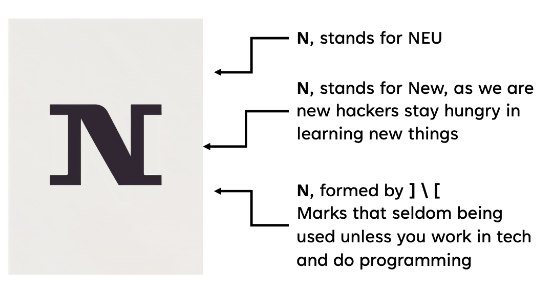 N
N, stands for NEU
N, stands for New, as we are
new hackers stay hungry in
learning new things
N, formed by ] \ [
Marks that seldom being
used unless you work in tech
and do programming